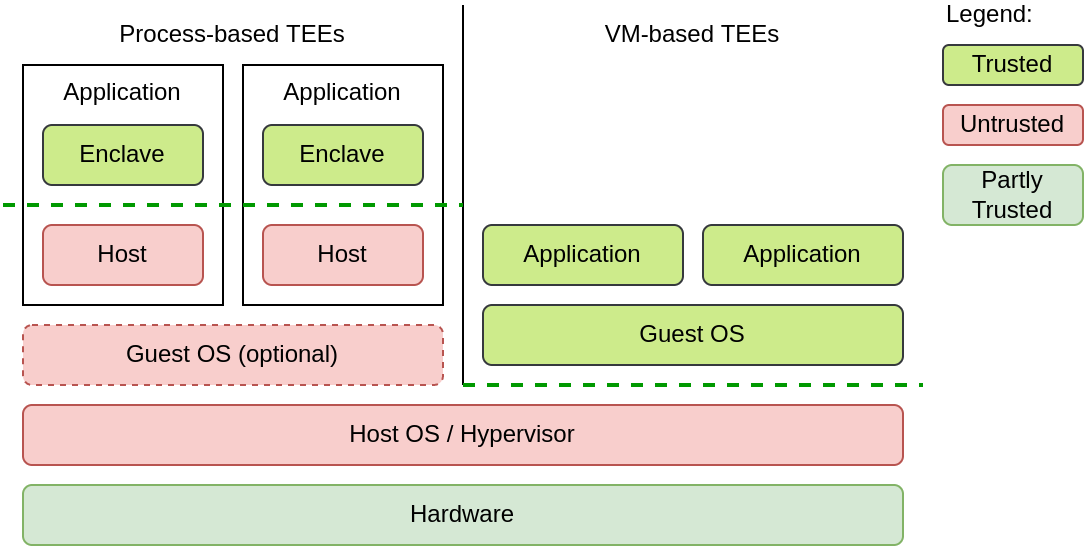 Process-based TEEs
VM-based TEEs
Legend:
Trusted
Untrusted
Partly
Trusted
Application
Application
Enclave
Enclave
Host
Host
Application
Application
Guest OS (optional)
Guest OS
Host OS / Hypervisor
Hardware